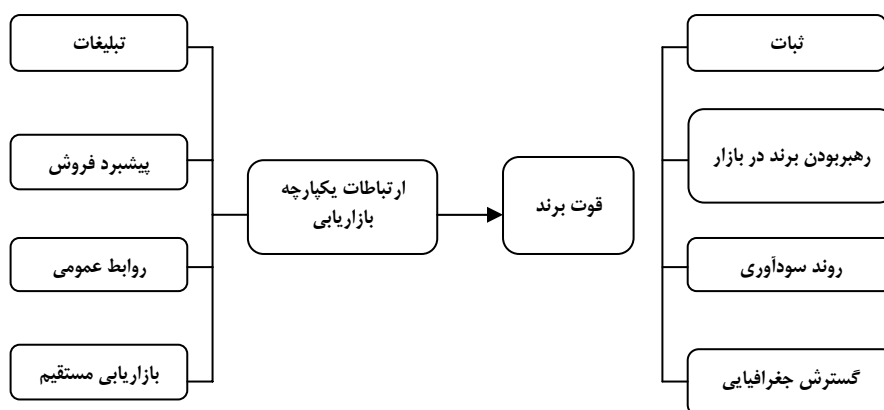 تبلیغات
پیشبرد فروش
روابط عمومی
بازاریابی مستقیم
ارتباطات یکپارچه
بازاریابی
قوت برند
ثبات
رهبربودن برند در بازار
روند سودآوری
گسترش جغرافیایی